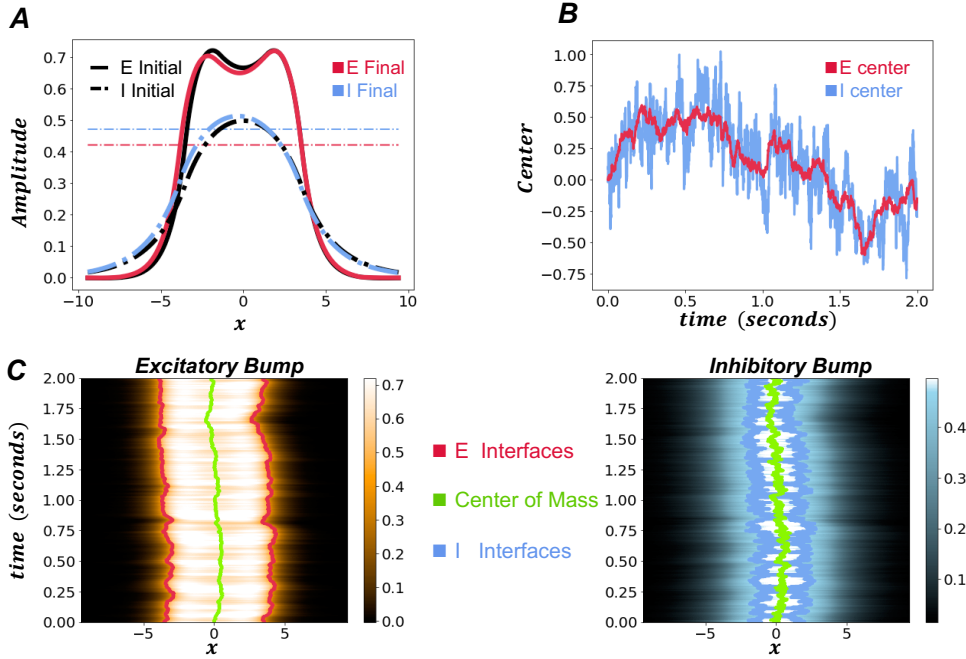 A
Amplitude
0.7
0.6
0.5
0.4
0.3
0.2
0.1
0.0
E Initial
I Initial
E Final
I Final
−10
−5
0
5
10
x
B
Center
1.00
0.75
0.50
0.25
0.00
−0.25
−0.50
−0.75
E center
I center
0.0
0.5
1.0
1.5
2.0
time (seconds)
C
Excitatory Bump
time (seconds)
2.00
1.75
1.50
1.25
1.00
0.75
0.50
0.25
0.00
−5
0
5
x
0.7
0.6
0.5
0.4
0.3
0.2
0.1
0.0
E Interfaces
Center of Mass
I Interfaces
Inhibitory Bump
2.00
1.75
1.50
1.25
1.00
0.75
0.50
0.25
0.00
−5
0
5
x
0.4
0.3
0.2
0.1